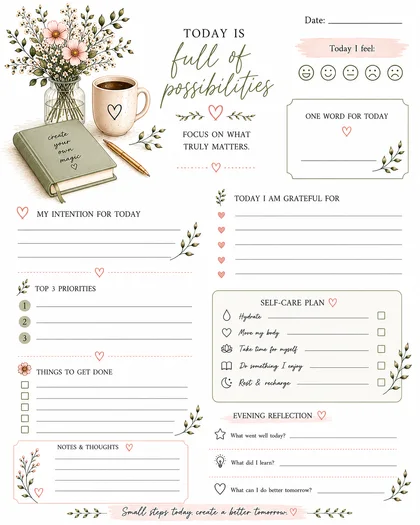 TODAY IS
full of
possibilities
FOCUS ON WHAT
TRULY MATTERS.
Date:
Today I feel:
ONE WORD FOR TODAY
create
your
own
magic
MY INTENTION FOR TODAY
TODAY I AM GRATEFUL FOR
TOP 3 PRIORITIES
1
2
3
THINGS TO GET DONE
NOTES & THOUGHTS
SELF-CARE PLAN
Hydrate
Move my body
Take time for myself
Do something I enjoy
Rest & recharge
EVENING REFLECTION
What went well today?
What did I learn?
What can I do better tomorrow?
Small steps today, create a better tomorrow.